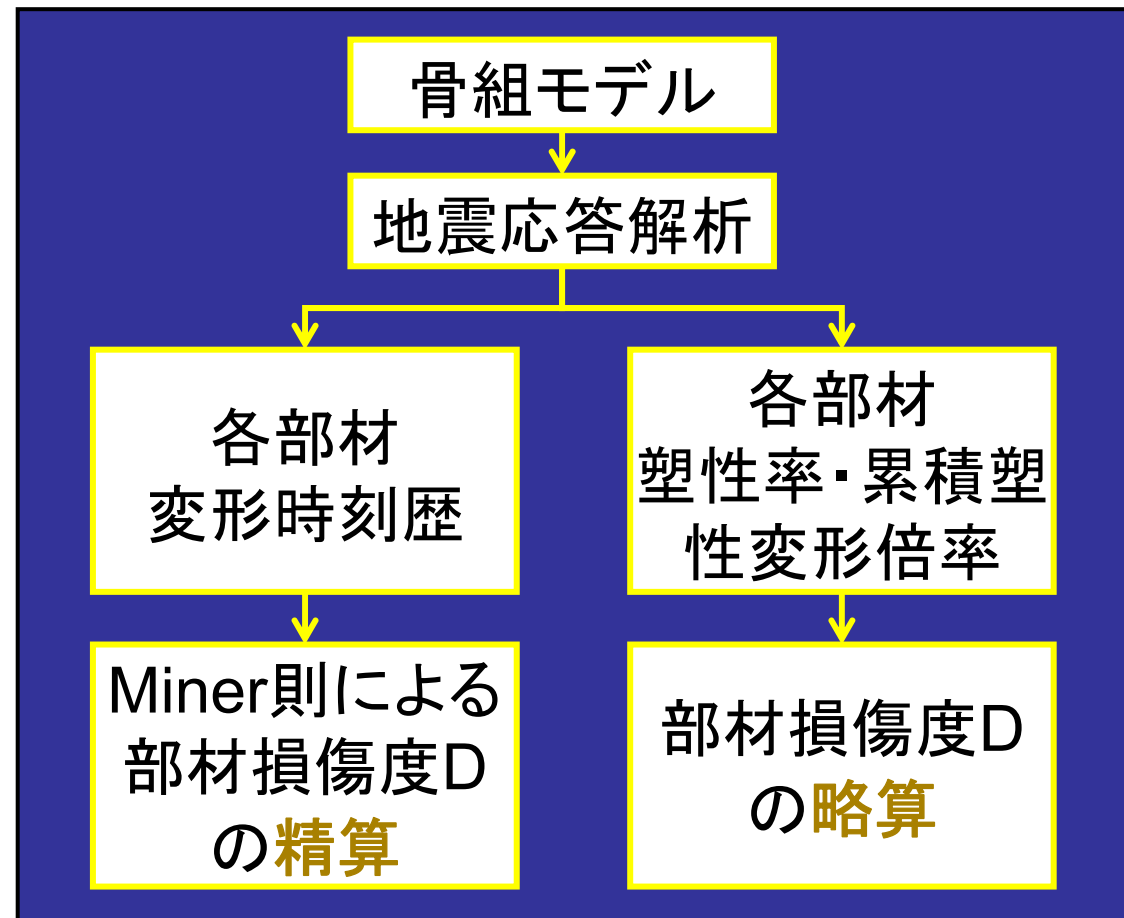 骨組モデル
地震応答解析
各部材
変形時刻歴
各部材
塑性率・累積塑
性変形倍率
Miner則による
部材損傷度D
の精算
部材損傷度D
の略算